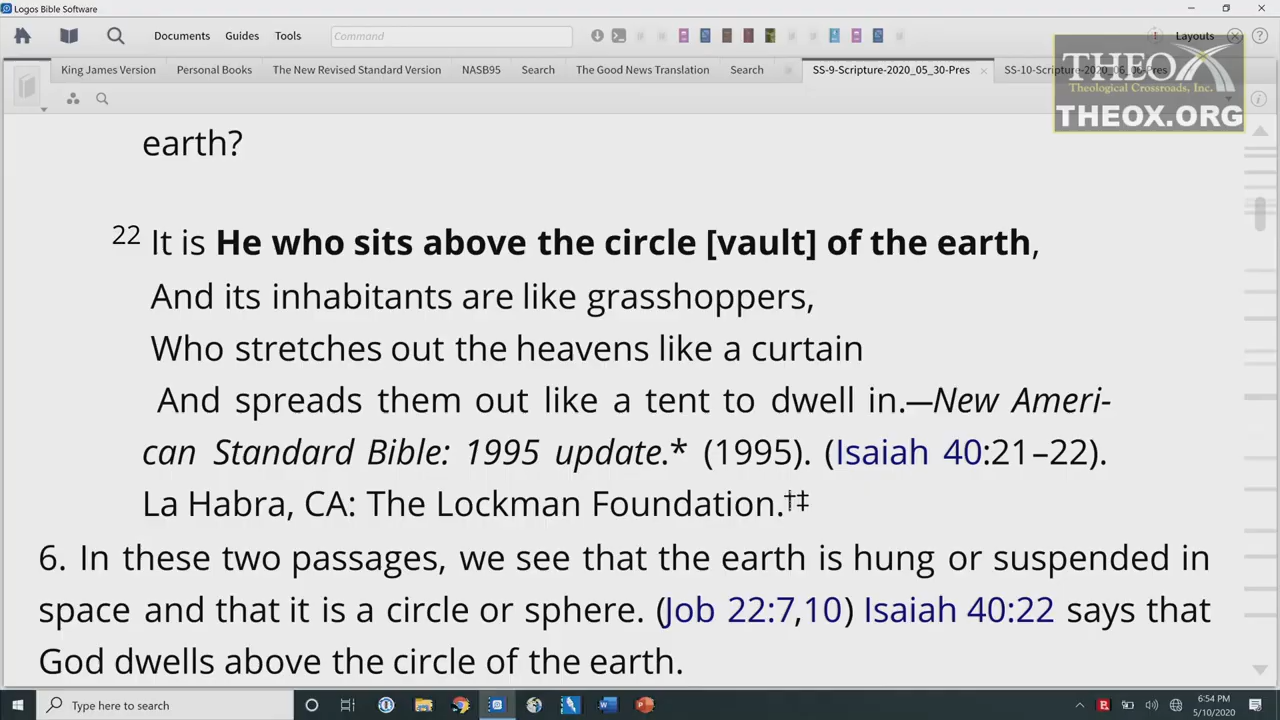 Logos Bible Software
Documents Guides Tools Command Layouts
King James Version Personal Books The New Revised NASB95 Search The Good News Translation Search SS-9-Scripture-2020_05_30-Pres SS-10-Scripture-2020_06_06-Pres
THEOX
Theological Crossroads, Inc.
THEOX.ORG
earth?
22 It is He who sits above the circle [vault] of the earth,
And its inhabitants are like grasshoppers,
Who stretches out the heavens like a curtain
And spreads them out like a tent to dwell in.—New Ameri-
can Standard Bible: 1995 update.* (1995). (Isaiah 40:21–22).
La Habra, CA: The Lockman Foundation.†‡
6. In these two passages, we see that the earth is hung or suspended in
space and that it is a circle or sphere. (Job 22:7,10) Isaiah 40:22 says that
God dwells above the circle of the earth.
Type here to search
6:54 PM
5/10/2020